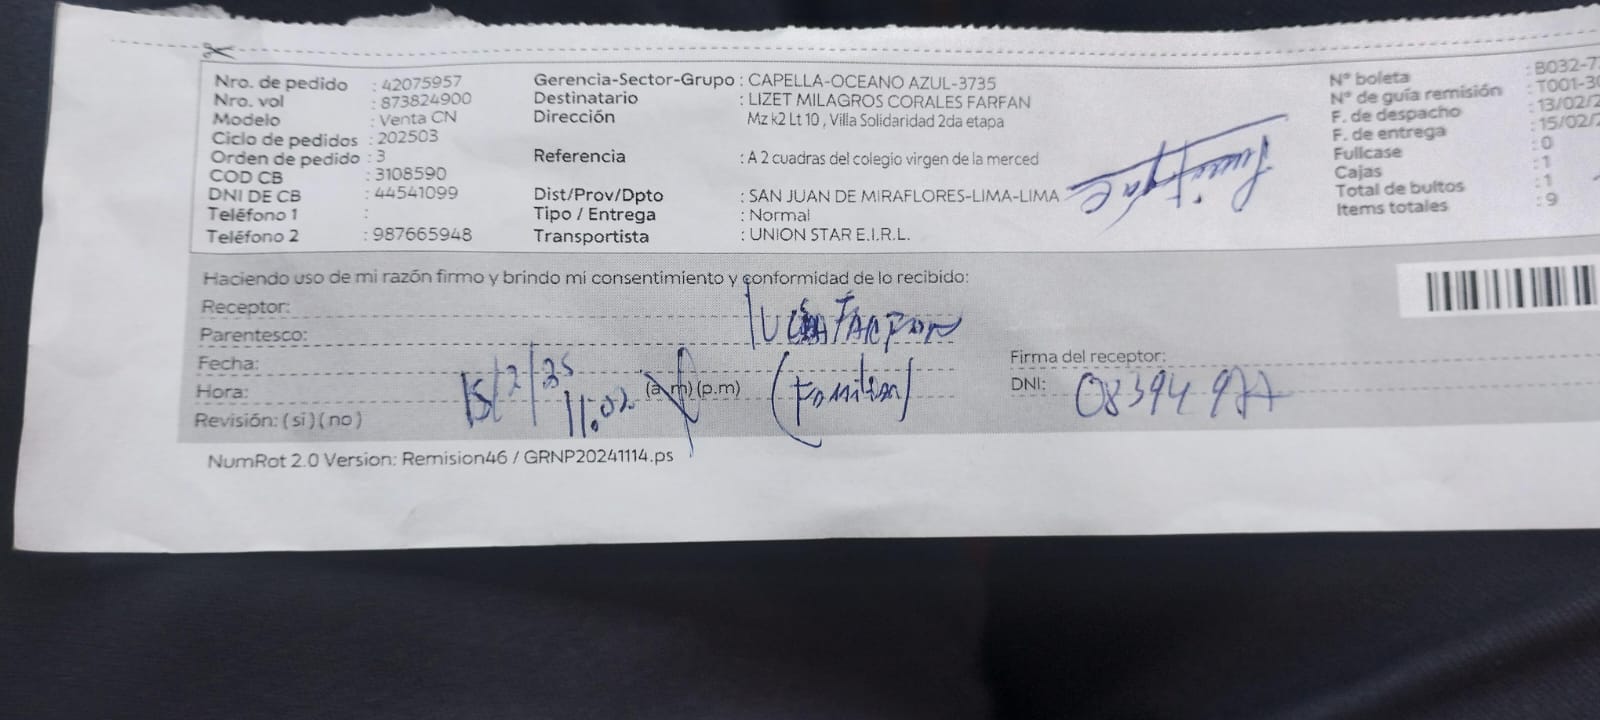 Nro. de pedido : 42075957
Nro. vol : 873824900
Modelo : Venta CN
Ciclo de pedidos : 202503
Orden de pedido : 3
COD CB : 3108590
DNI DE CB : 44541099
Teléfono 1 :
Teléfono 2 : 987665948
Gerencia-Sector-Grupo : CAPELLA-OCEANO AZUL-3735
Destinatario : LIZET MILAGROS CORALES FARFAN
Dirección Mz k2 Lt 10 , Villa Solidaridad 2da etapa
Referencia : A 2 cuadras del colegio virgen de la merced
Dist/Prov/Dpto : SAN JUAN DE MIRAFLORES-LIMA-LIMA
Tipo / Entrega : Normal
Transportista : UNION STAR E.I.R.L.
N° boleta : B032-7
N° de guía remisión : T001-30
F. de despacho : 13/02/
F. de entrega : 15/02/
Fullcase : 0
Cajas : 1
Total de bultos : 1
Items totales : 9
Haciendo uso de mi razón firmo y brindo mi consentimiento y conformidad de lo recibido:
Receptor:
FARFAN
Parentesco:
Fecha: 15/2/25
Hora: 11:02 (a.m)(p.m)
Revisión: ( si ) ( no )
Firma del receptor:
DNI: 08394
NumRot 2.0 Version: Remision46 / GRNP20241114.ps